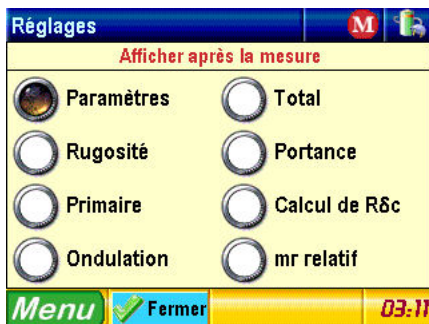 Réglages M
Afficher après la mesure
Paramètres Total
Rugosité Portance
Primaire Calcul de Rδc
Ondulation mr relatif
Menu Fermer 03:11